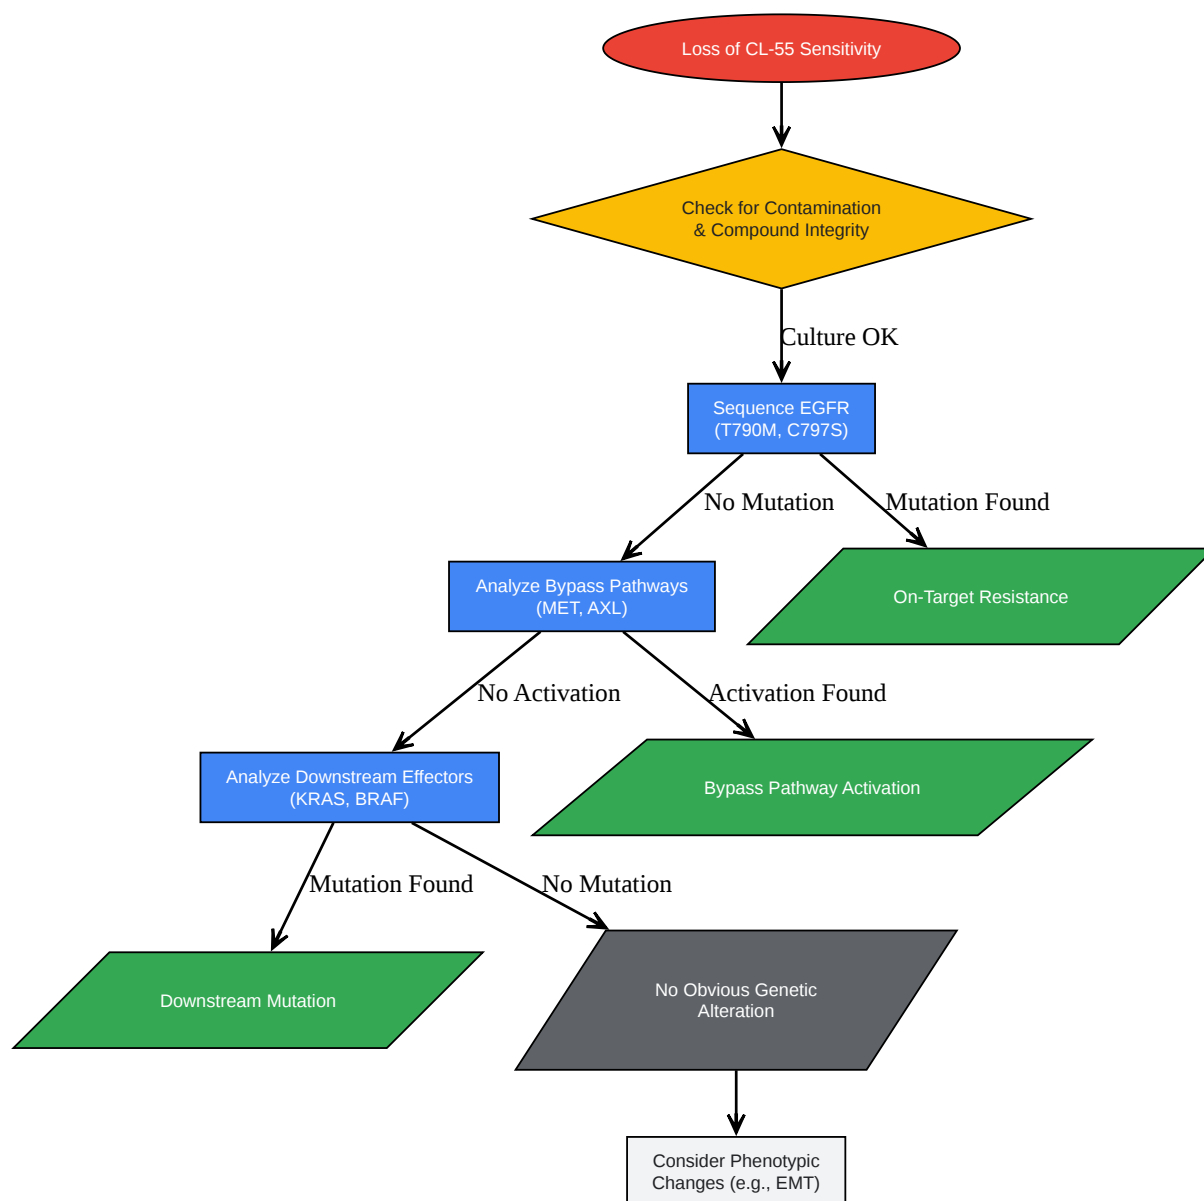 Loss of CL-55 Sensitivity
Check for Contamination
& Compound Integrity
Culture OK
Sequence EGFR
(T790M, C797S)
No Mutation
Mutation Found
Analyze Bypass Pathways
(MET, AXL)
On-Target Resistance
No Activation
Activation Found
Analyze Downstream Effectors
(KRAS, BRAF)
Bypass Pathway Activation
Mutation Found
No Mutation
Downstream Mutation
No Obvious Genetic
Alteration
Consider Phenotypic
Changes (e.g., EMT)